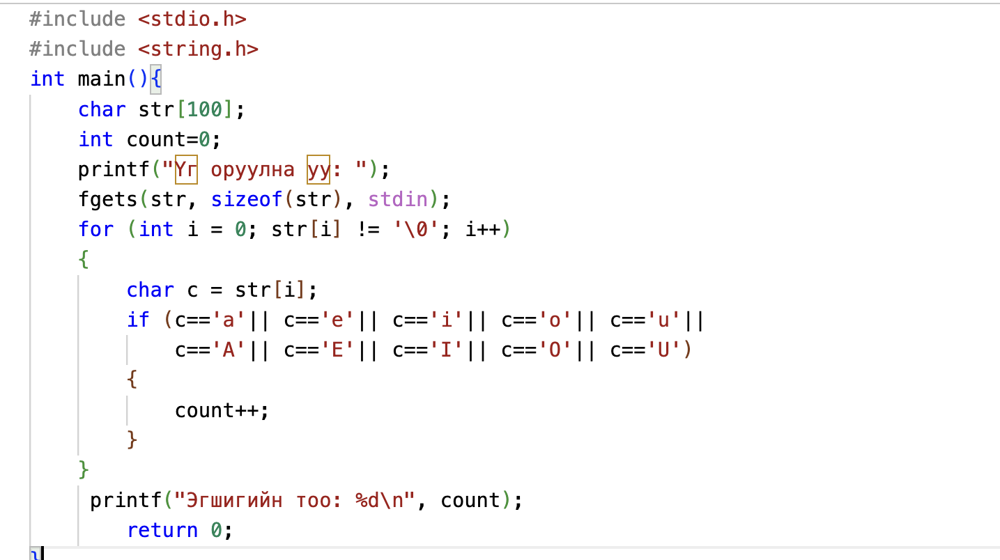 #include <stdio.h>
#include <string.h>
int main(){
    char str[100];
    int count=0;
    printf("Үг оруулна уу: ");
    fgets(str, sizeof(str), stdin);
    for (int i = 0; str[i] != '\0'; i++)
    {
        char c = str[i];
        if (c=='a'|| c=='e'|| c=='i'|| c=='o'|| c=='u'||
            c=='A'|| c=='E'|| c=='I'|| c=='O'|| c=='U')
        {
            count++;
        }
    }
     printf("Эгшигийн тоо: %d\n", count);
        return 0;
}